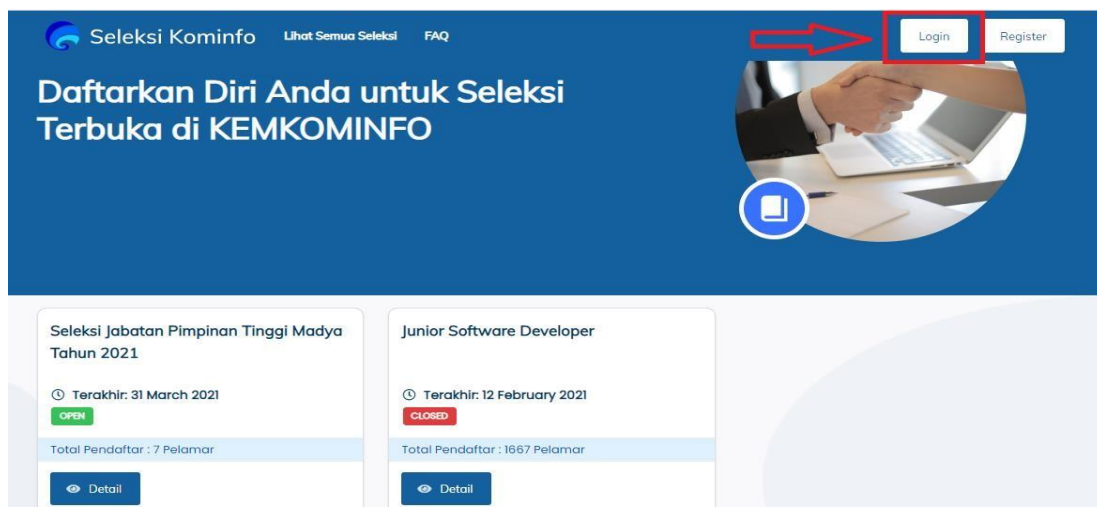 Seleksi Kominfo Lihat Semua Seleksi FAQ Login Register
Daftarkan Diri Anda untuk Seleksi
Terbuka di KEMKOMINFO
Seleksi Jabatan Pimpinan Tinggi Madya
Tahun 2021
Terakhir: 31 March 2021
OPEN
Total Pendaftar : 7 Pelamar
Detail
Junior Software Developer
Terakhir: 12 February 2021
CLOSED
Total Pendaftar : 1667 Pelamar
Detail